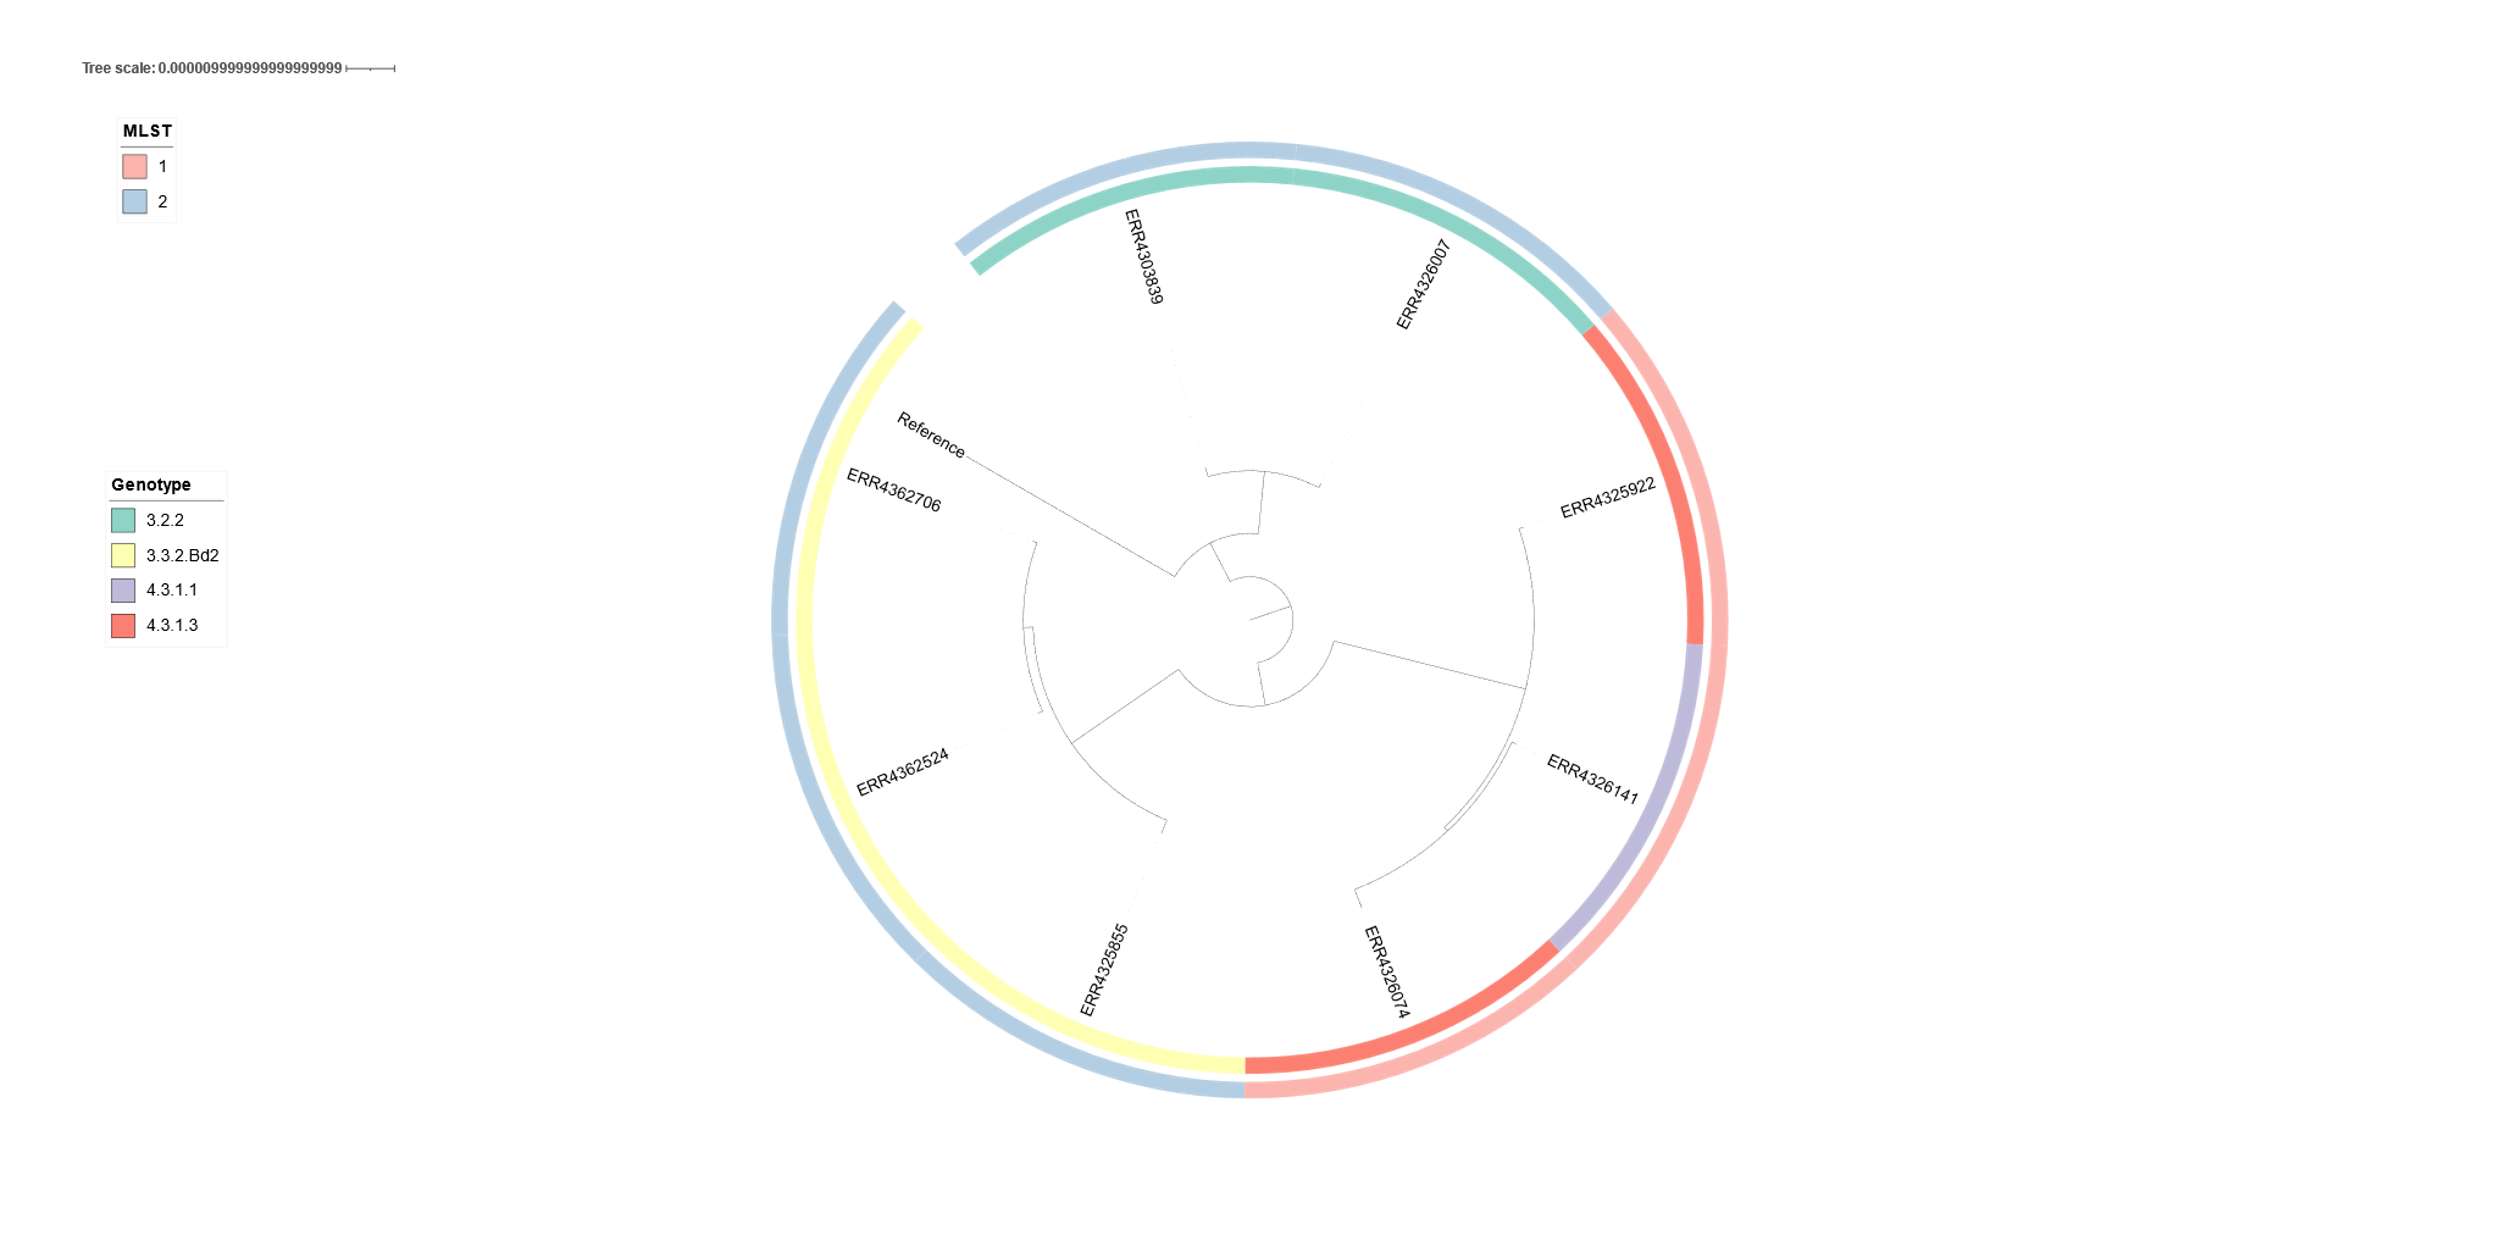 Tree scale: 0.000009999999999999999
MLST
1
2
Genotype
3.2.2
3.3.2.Bd2
4.3.1.1
4.3.1.3
ERR4303839
ERR4326007
ERR4325922
ERR4326141
ERR4326074
ERR4325855
ERR4362524
ERR4362706
Reference